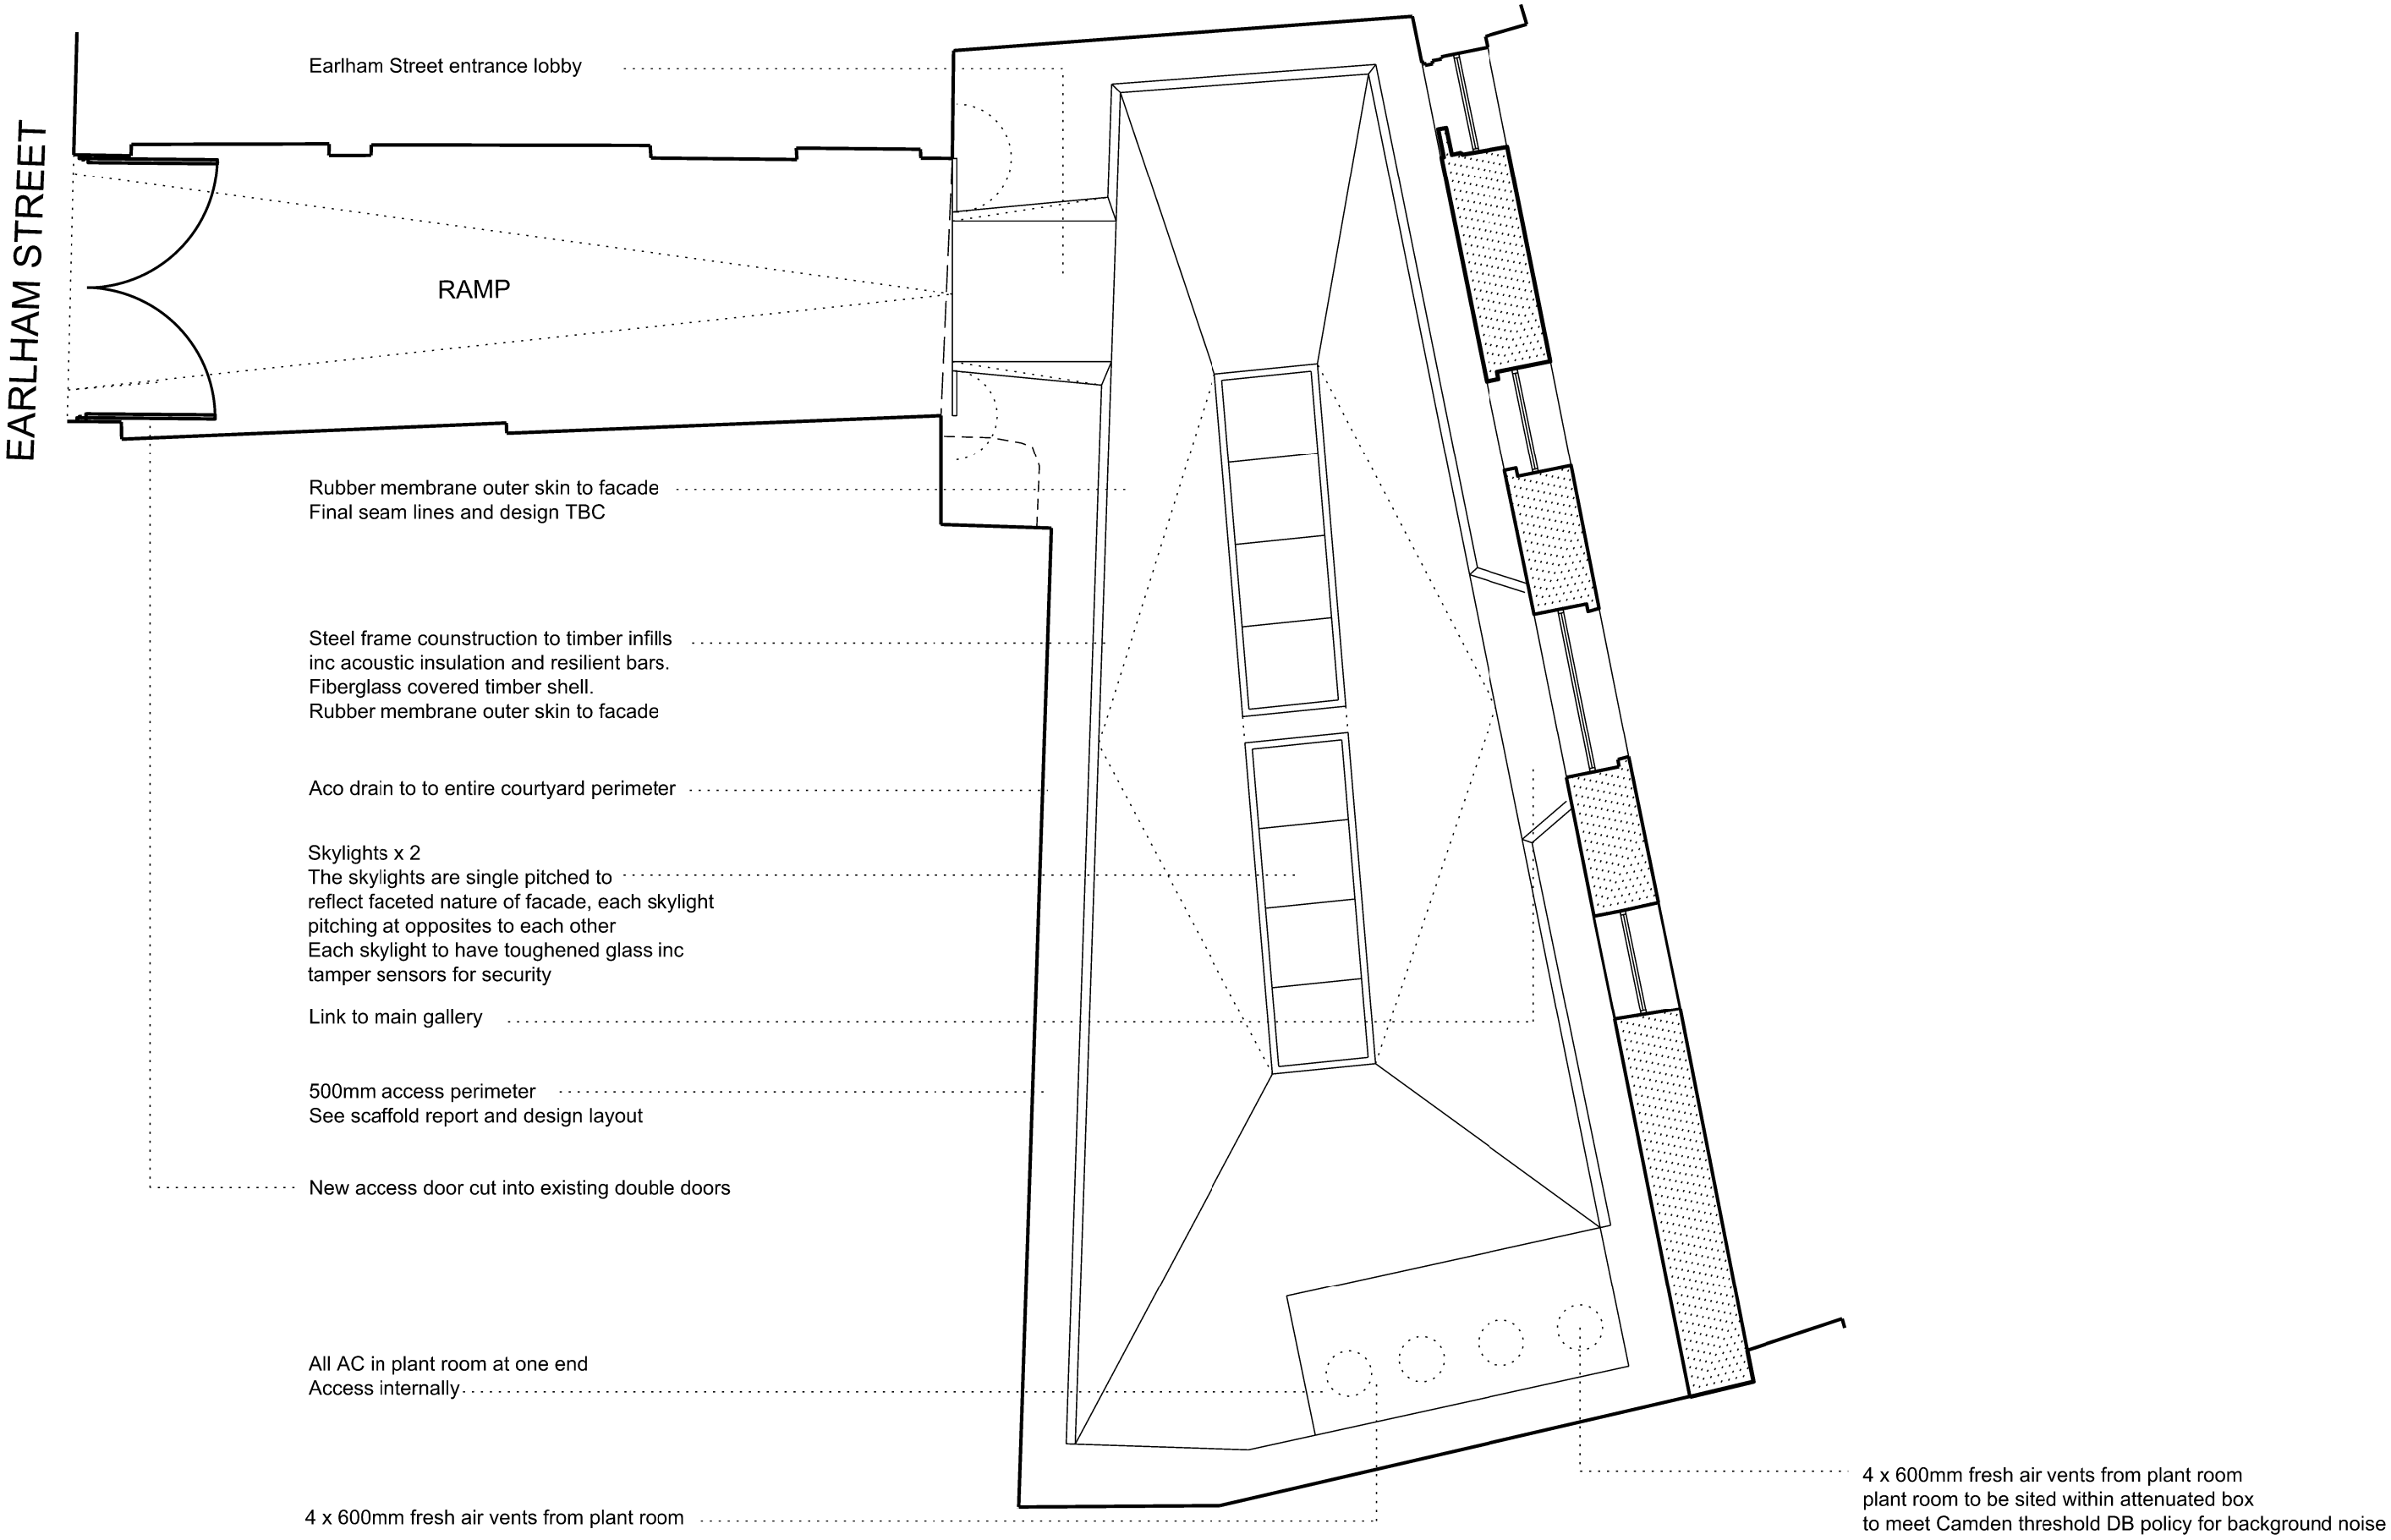 EARLHAM STREET
Earlham Street entrance lobby
RAMP
Rubber membrane outer skin to facade
Final seam lines and design TBC
Steel frame counstruction to timber infills
inc acoustic insulation and resilient bars.
Fiberglass covered timber shell.
Rubber membrane outer skin to facade
Aco drain to to entire courtyard perimeter
Skylights x 2
The skylights are single pitched to
reflect faceted nature of facade, each skylight
pitching at opposites to each other
Each skylight to have toughened glass inc
tamper sensors for security
Link to main gallery
500mm access perimeter
See scaffold report and design layout
New access door cut into existing double doors
All AC in plant room at one end
Access internally
4 x 600mm fresh air vents from plant room
4 x 600mm fresh air vents from plant room
plant room to be sited within attenuated box
to meet Camden threshold DB policy for background noise